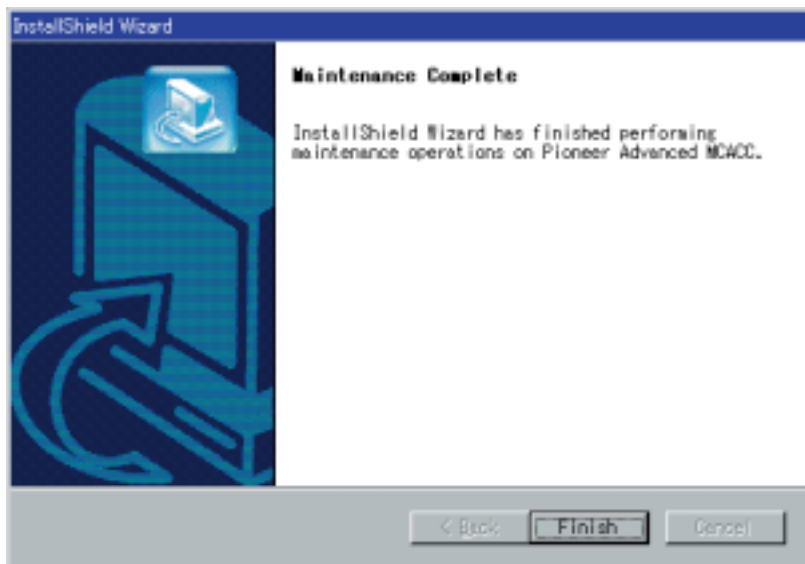 InstallShield Wizard
Maintenance Complete
InstallShield Wizard has finished performing
maintenance operations on Pioneer Advanced MCACC.
< Back
Finish
Cancel